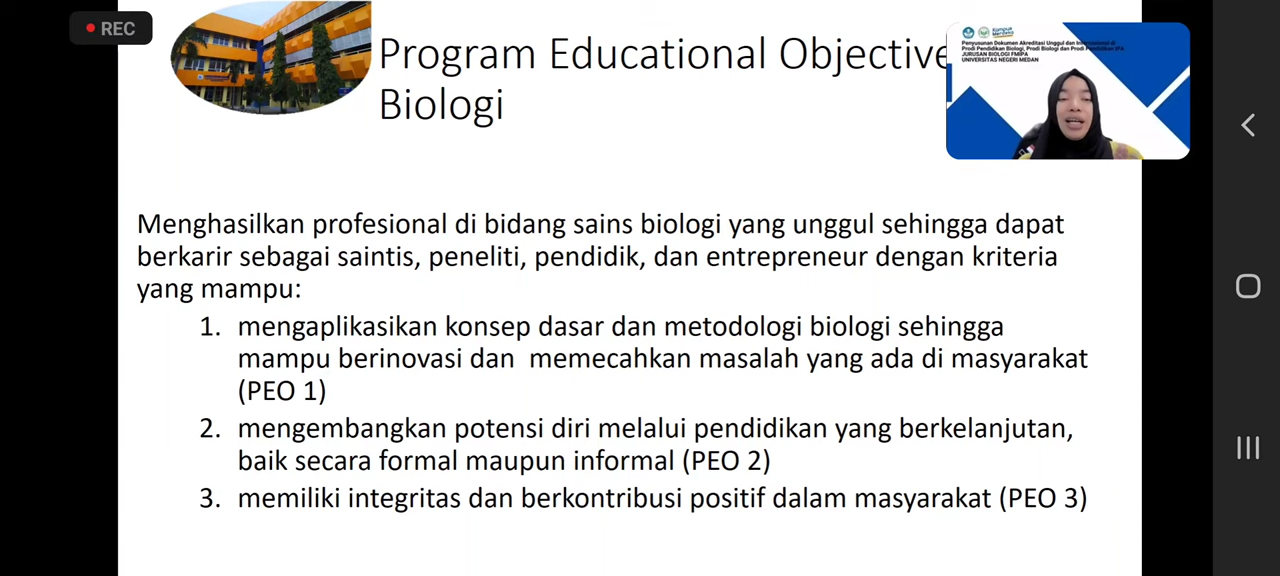 REC
Program Educational Objective
Biologi
Penyusunan Dokumen Akreditasi Unggul dan Internasional di
Prodi Pendidikan Biologi, Prodi Biologi dan Prodi Pendidikan IPA
JURUSAN BIOLOGI FMIPA
UNIVERSITAS NEGERI MEDAN
Menghasilkan profesional di bidang sains biologi yang unggul sehingga dapat
berkarir sebagai saintis, peneliti, pendidik, dan entrepreneur dengan kriteria
yang mampu:
1. mengaplikasikan konsep dasar dan metodologi biologi sehingga
mampu berinovasi dan memecahkan masalah yang ada di masyarakat
(PEO 1)
2. mengembangkan potensi diri melalui pendidikan yang berkelanjutan,
baik secara formal maupun informal (PEO 2)
3. memiliki integritas dan berkontribusi positif dalam masyarakat (PEO 3)